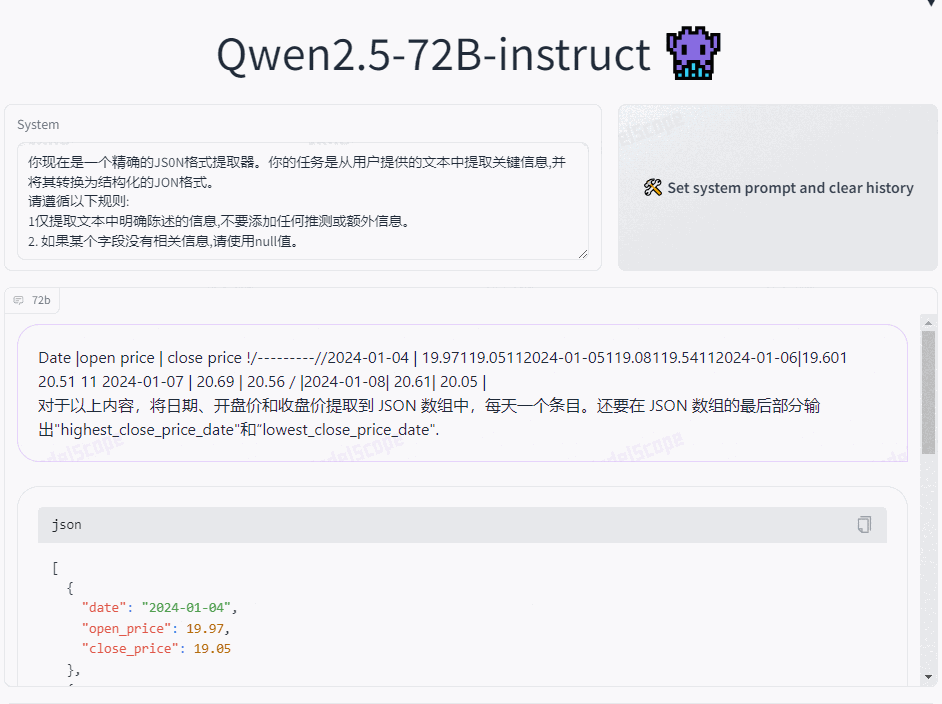 Qwen2.5-72B-instruct
System
你现在是一个精确的JS0N格式提取器。你的任务是从用户提供的文本中提取关键信息,并
将其转换为结构化的JON格式。
请遵循以下规则:
1仅提取文本中明确陈述的信息,不要添加任何推测或额外信息。
2. 如果某个字段没有相关信息,请使用null值。
Set system prompt and clear history
72b
Date |open price | close price !/---------//2024-01-04 | 19.97119.05112024-01-05119.08119.54112024-01-06|19.601
20.51 11 2024-01-07 | 20.69 | 20.56 / |2024-01-08| 20.61| 20.05 |
对于以上内容，将日期、开盘价和收盘价提取到 JSON 数组中，每天一个条目。还要在 JSON 数组的最后部分输
出"highest_close_price_date"和“lowest_close_price_date".
json
[
{
"date": "2024-01-04",
"open_price": 19.97,
"close_price": 19.05
},